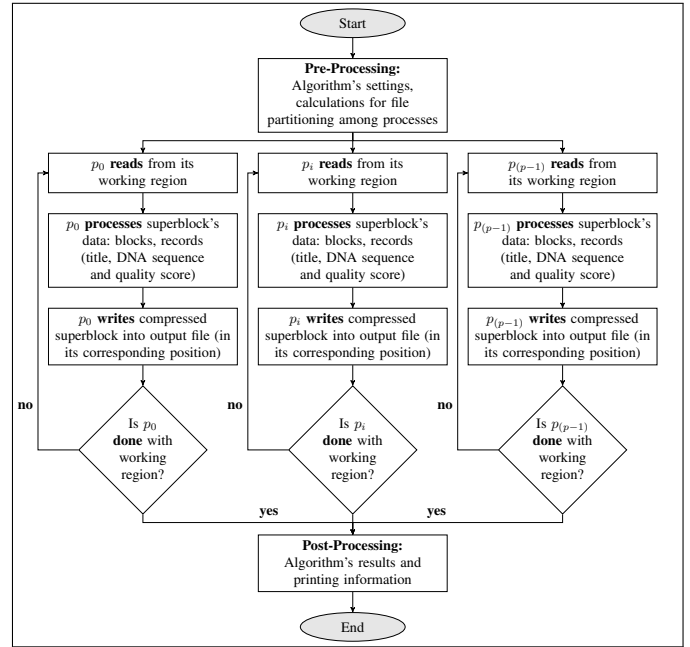 Start
Pre-Processing:
Algorithm's settings,
calculations for file
partitioning among processes
p₀ reads from its
working region
pᵢ reads from its
working region
p₍ₚ₋₁₎ reads from
its working region
p₀ processes superblock's
data: blocks, records
(title, DNA sequence
and quality score)
pᵢ processes superblock's
data: blocks, records
(title, DNA sequence
and quality score)
p₍ₚ₋₁₎ processes superblock's
data: blocks, records
(title, DNA sequence
and quality score)
p₀ writes compressed
superblock into output file (in
its corresponding position)
pᵢ writes compressed
superblock into output file (in
its corresponding position)
p₍ₚ₋₁₎ writes compressed
superblock into output file (in
its corresponding position)
no
Is p₀
done with
working
region?
no
Is pᵢ
done with
working
region?
no
Is p₍ₚ₋₁₎
done with
working
region?
yes
yes
Post-Processing:
Algorithm's results and
printing information
End